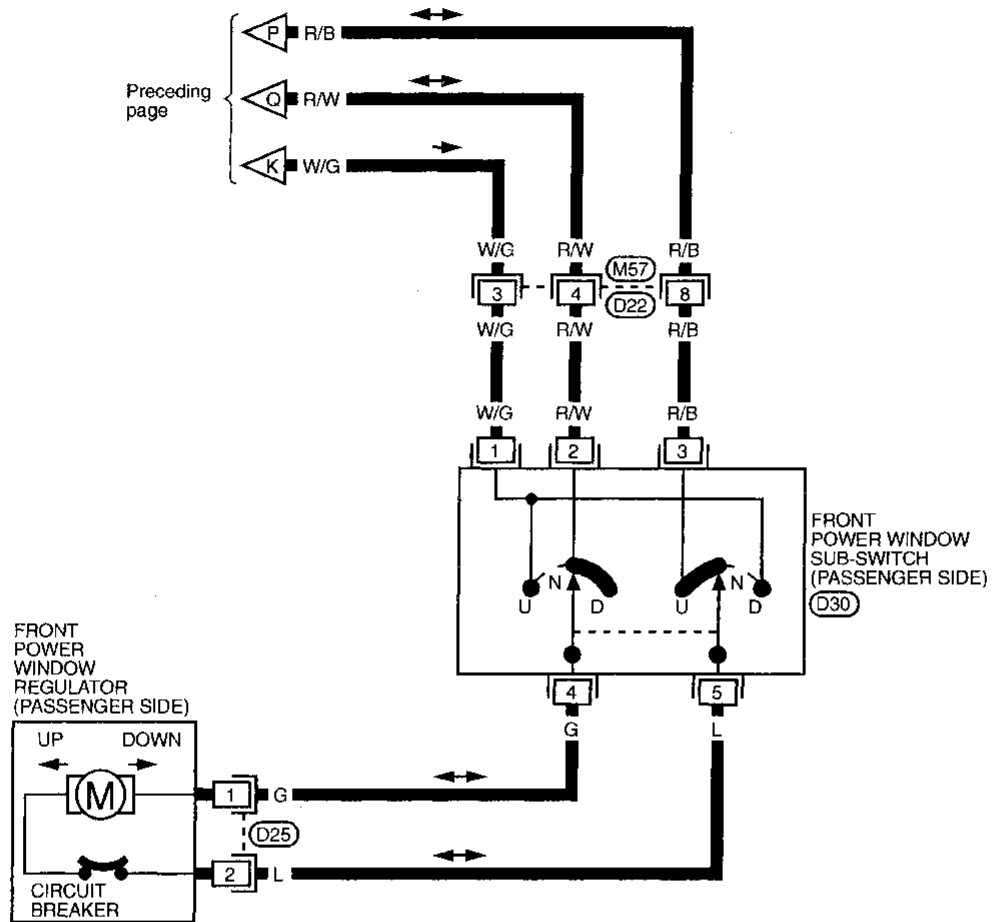 P R/B
Preceding
page
Q R/W
K W/G
W/G R/W R/B
M57
3 4 8
D22
W/G R/W R/B
W/G R/W R/B
1 2 3
FRONT
POWER WINDOW
SUB-SWITCH
(PASSENGER SIDE)
D30
U N D U N D
FRONT
POWER
WINDOW
REGULATOR
(PASSENGER SIDE)
4 5
G L
UP DOWN
M
1 G
D25
2 L
CIRCUIT
BREAKER